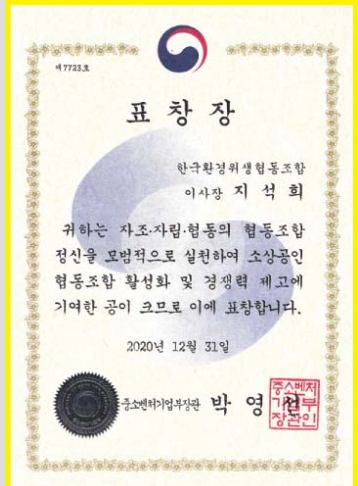 제 7723호
표 창 장
한국환경위생협동조합
이사장 지 석 희
귀하는 자조·자립·협동의 협동조합
정신을 모범적으로 실천하여 소상공인
협동조합 활성화 및 경쟁력 제고에
기여한 공이 크므로 이에 표창합니다.
2020년 12월 31일
중소벤처기업부장관 박 영 선
중소벤처
기업부
장관인